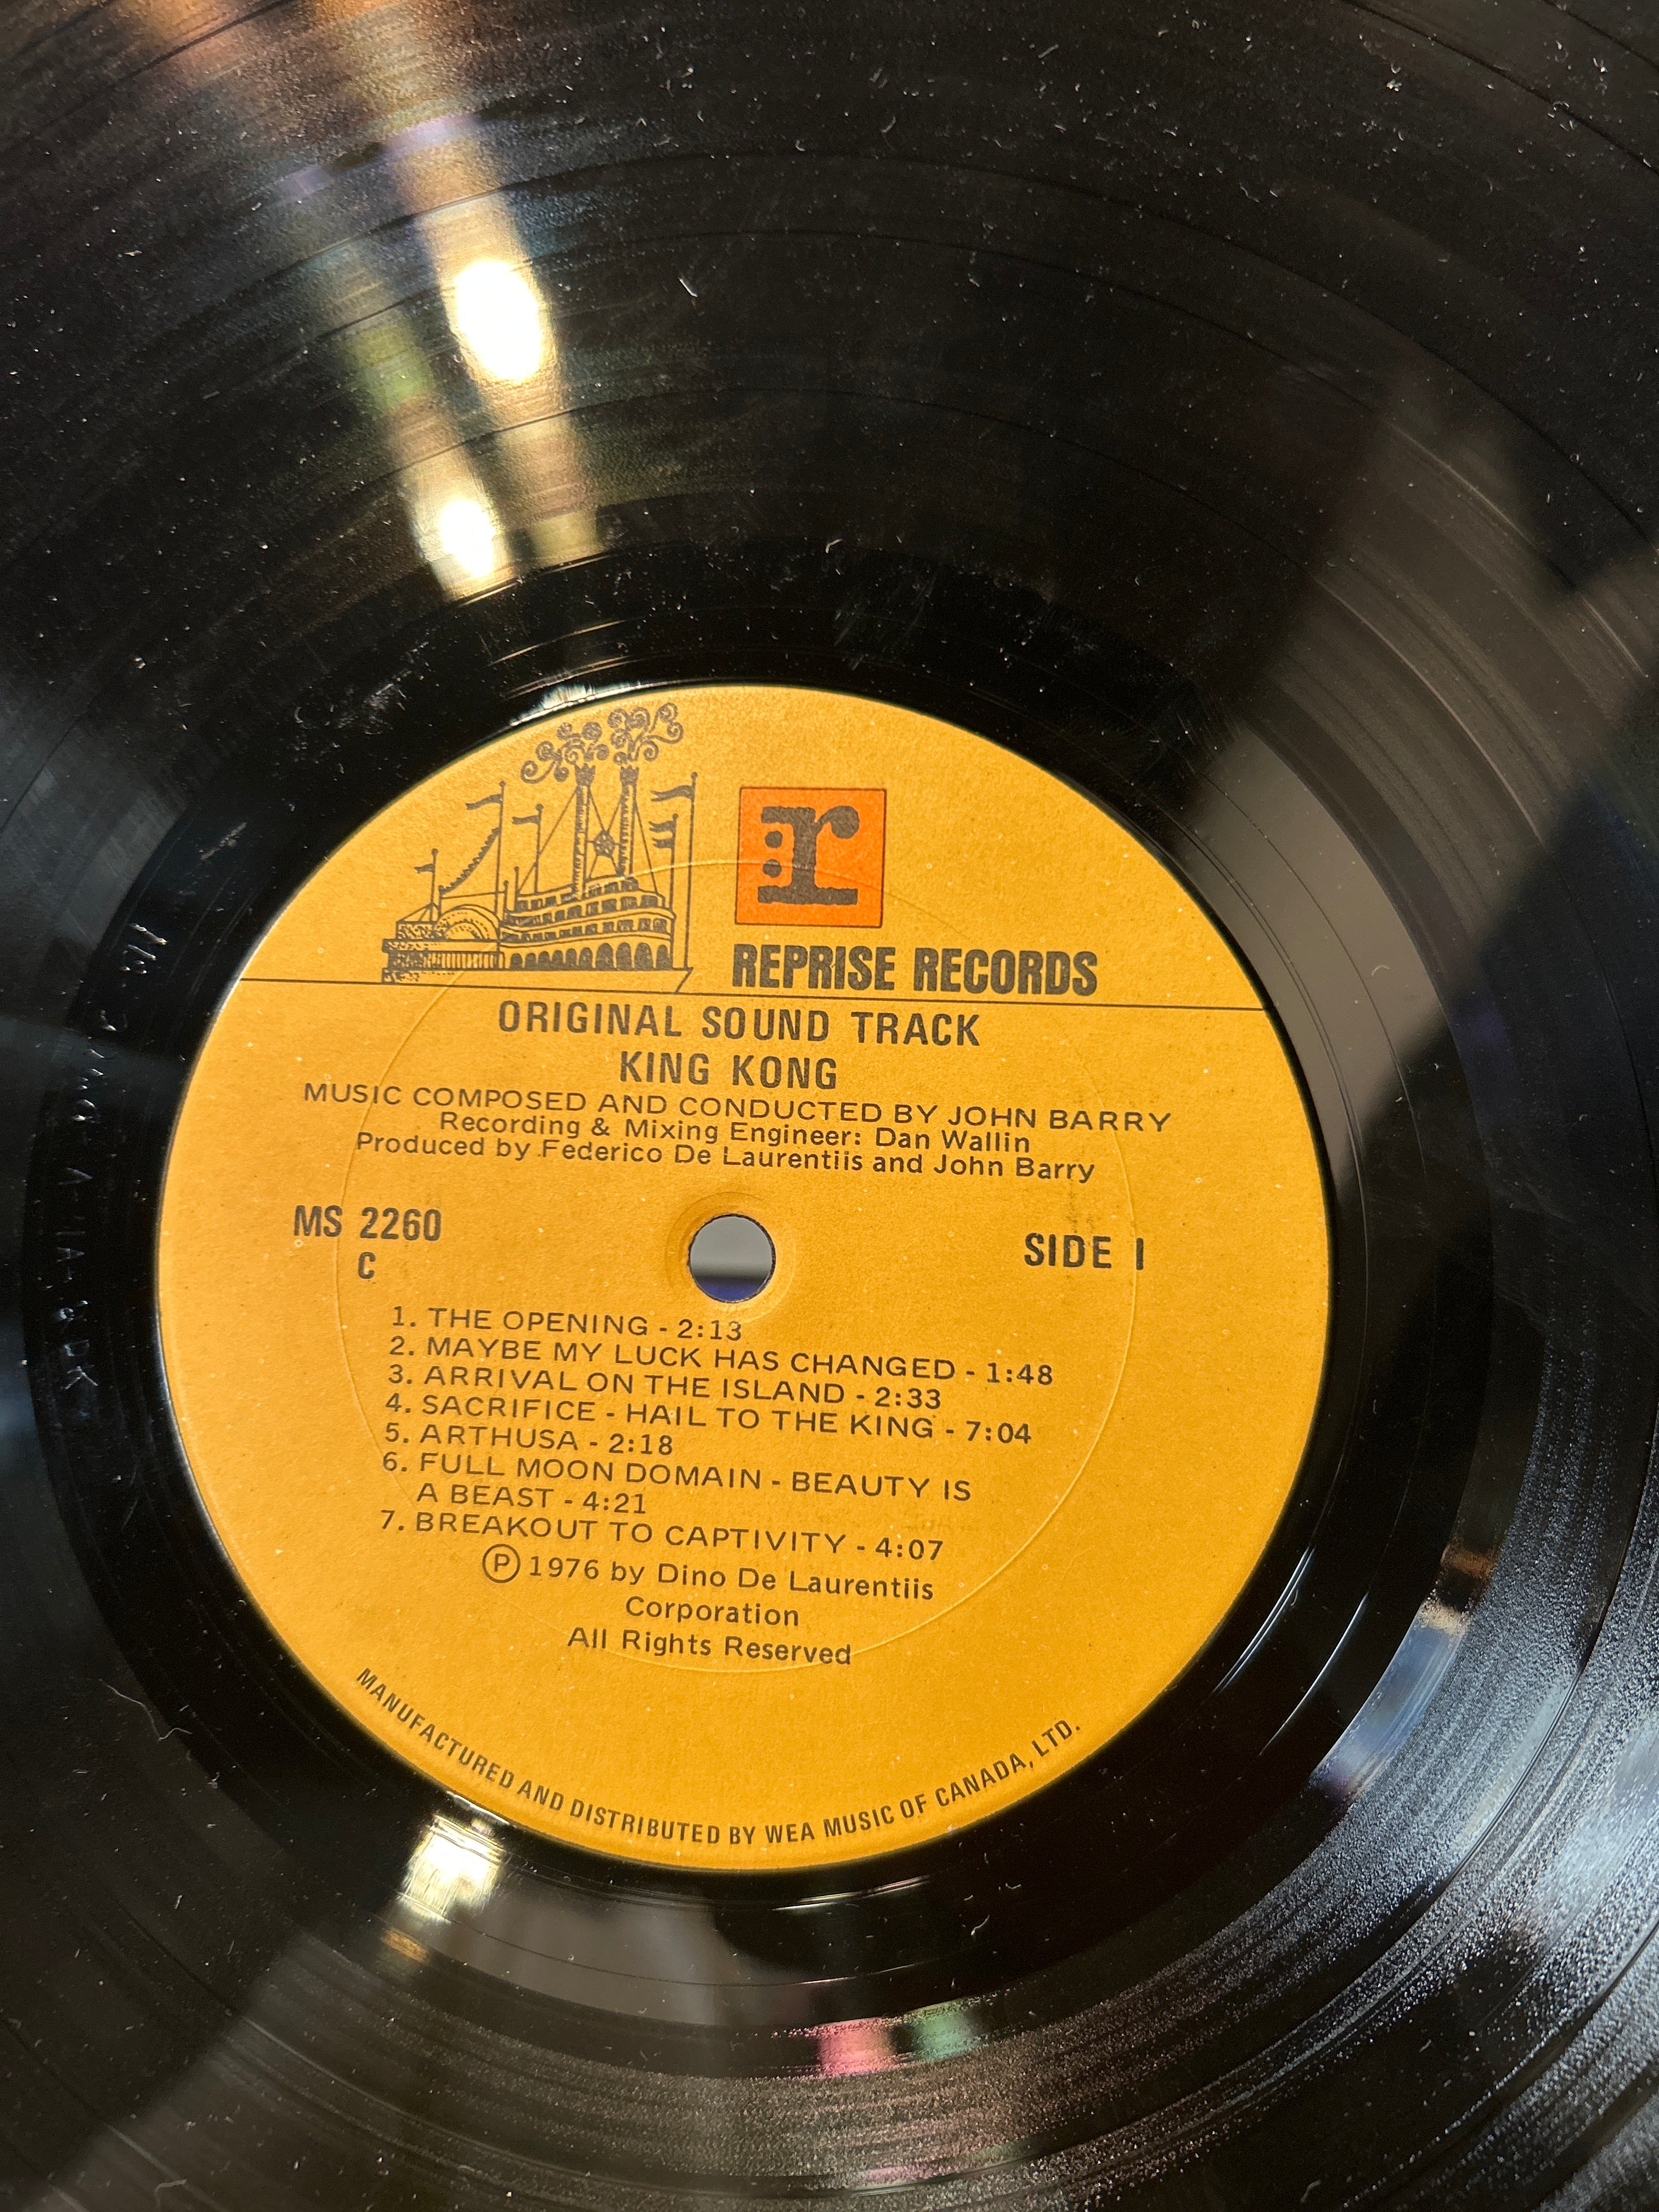 r:
REPRISE RECORDS
ORIGINAL SOUND TRACK
KING KONG
MUSIC COMPOSED AND CONDUCTED BY JOHN BARRY
Recording & Mixing Engineer: Dan Wallin
Produced by Federico De Laurentiis and John Barry
MS 2260
C
SIDE 1
1. THE OPENING - 2:13
2. MAYBE MY LUCK HAS CHANGED - 1:48
3. ARRIVAL ON THE ISLAND - 2:33
4. SACRIFICE - HAIL TO THE KING - 7:04
5. ARTHUSA - 2:18
6. FULL MOON DOMAIN - BEAUTY IS
A BEAST - 4:21
7. BREAKOUT TO CAPTIVITY - 4:07
Ⓟ 1976 by Dino De Laurentiis
Corporation
All Rights Reserved
MANUFACTURED AND DISTRIBUTED BY WEA MUSIC OF CANADA, LTD.